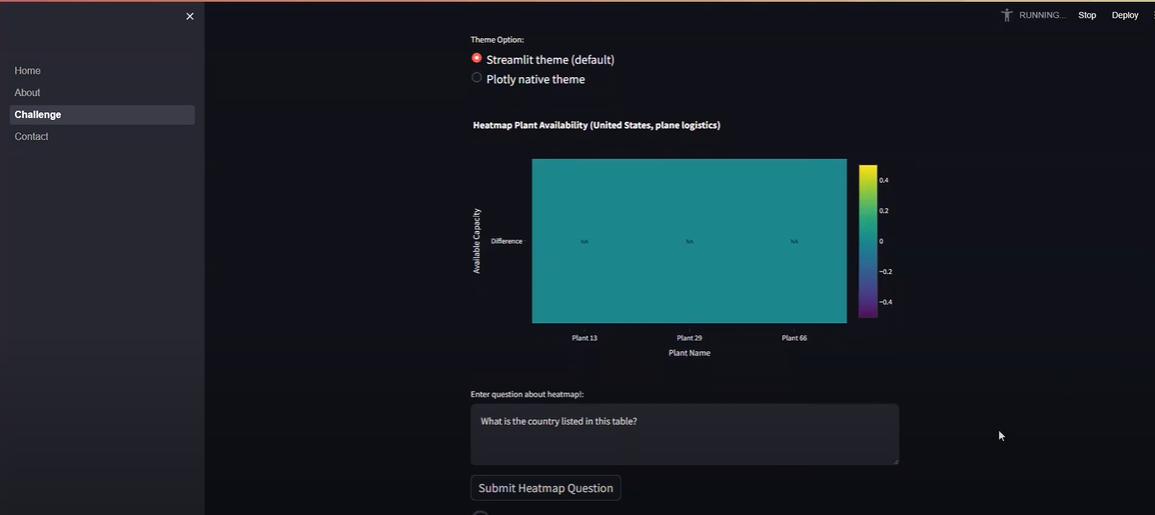 ×
RUNNING...
Stop
Deploy
Home
About
Challenge
Contact
Theme Option:
Streamlit theme (default)
Plotly native theme
Heatmap Plant Availability (United States, plane logistics)
Available Capacity
Difference
NA
NA
NA
0.4
0.2
0
−0.2
−0.4
Plant 13
Plant 29
Plant 66
Plant Name
Enter question about heatmap!:
What is the country listed in this table?
Submit Heatmap Question